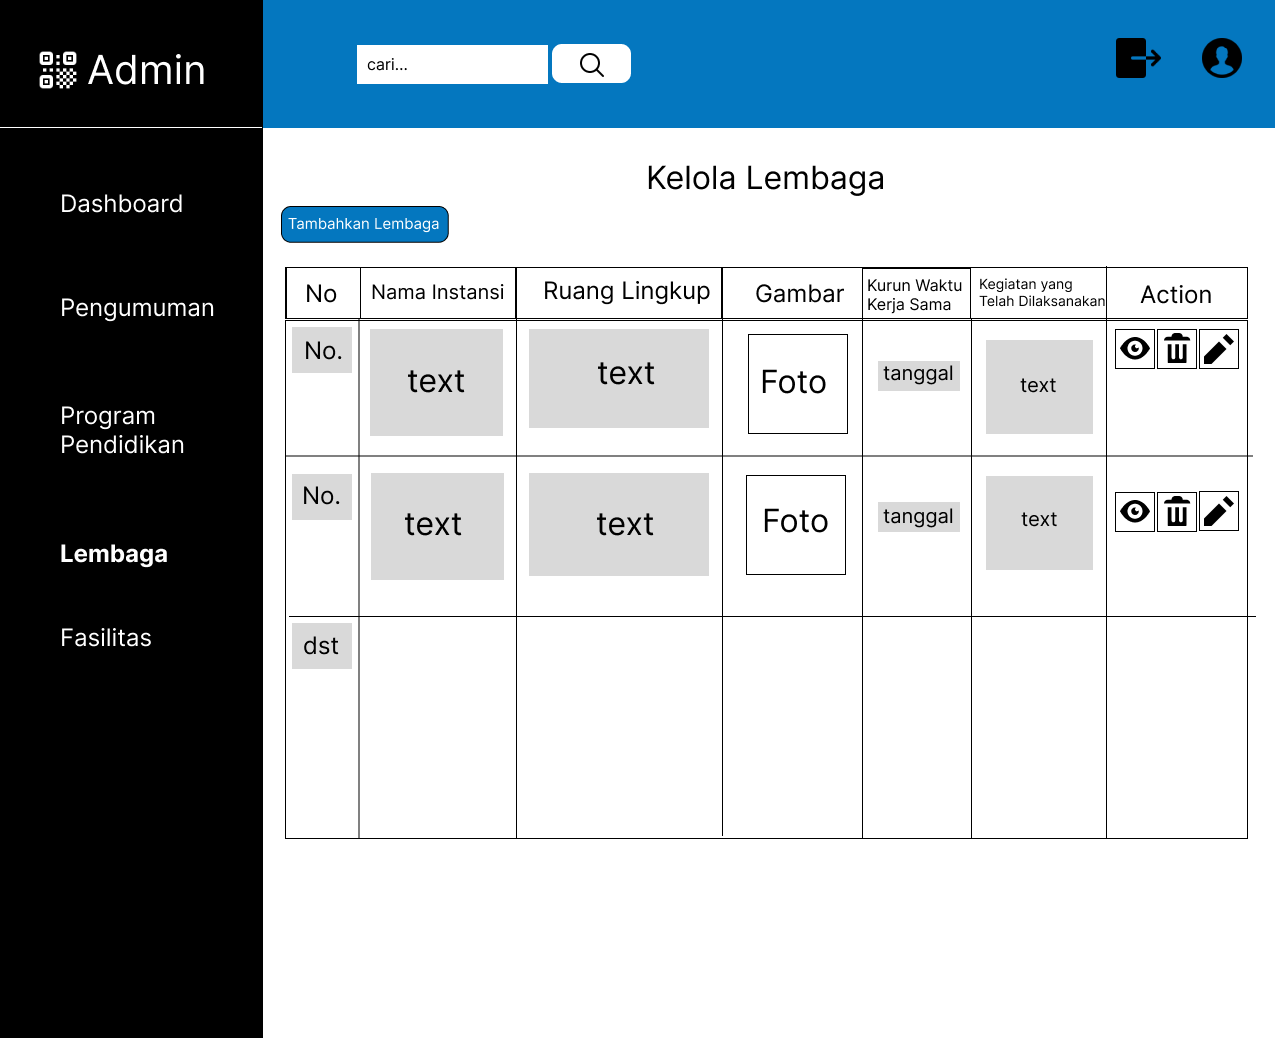 Admin
cari...
Dashboard
Pengumuman
Program
Pendidikan
Lembaga
Fasilitas
Kelola Lembaga
Tambahkan Lembaga
No
Nama Instansi
Ruang Lingkup
Gambar
Kurun Waktu
Kerja Sama
Kegiatan yang
Telah Dilaksanakan
Action
No.
text
text
Foto
tanggal
text
No.
text
text
Foto
tanggal
text
dst